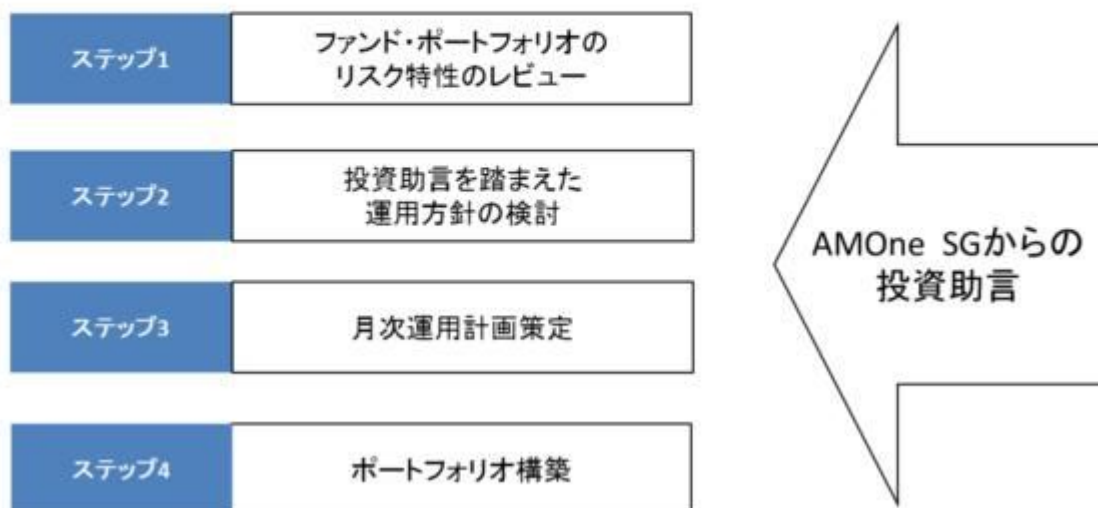 ステップ1
ファンド・ポートフォリオの
リスク特性のレビュー
ステップ2
投資助言を踏まえた
運用方針の検討
ステップ3
月次運用計画策定
ステップ4
ポートフォリオ構築
AMOne SGからの
投資助言